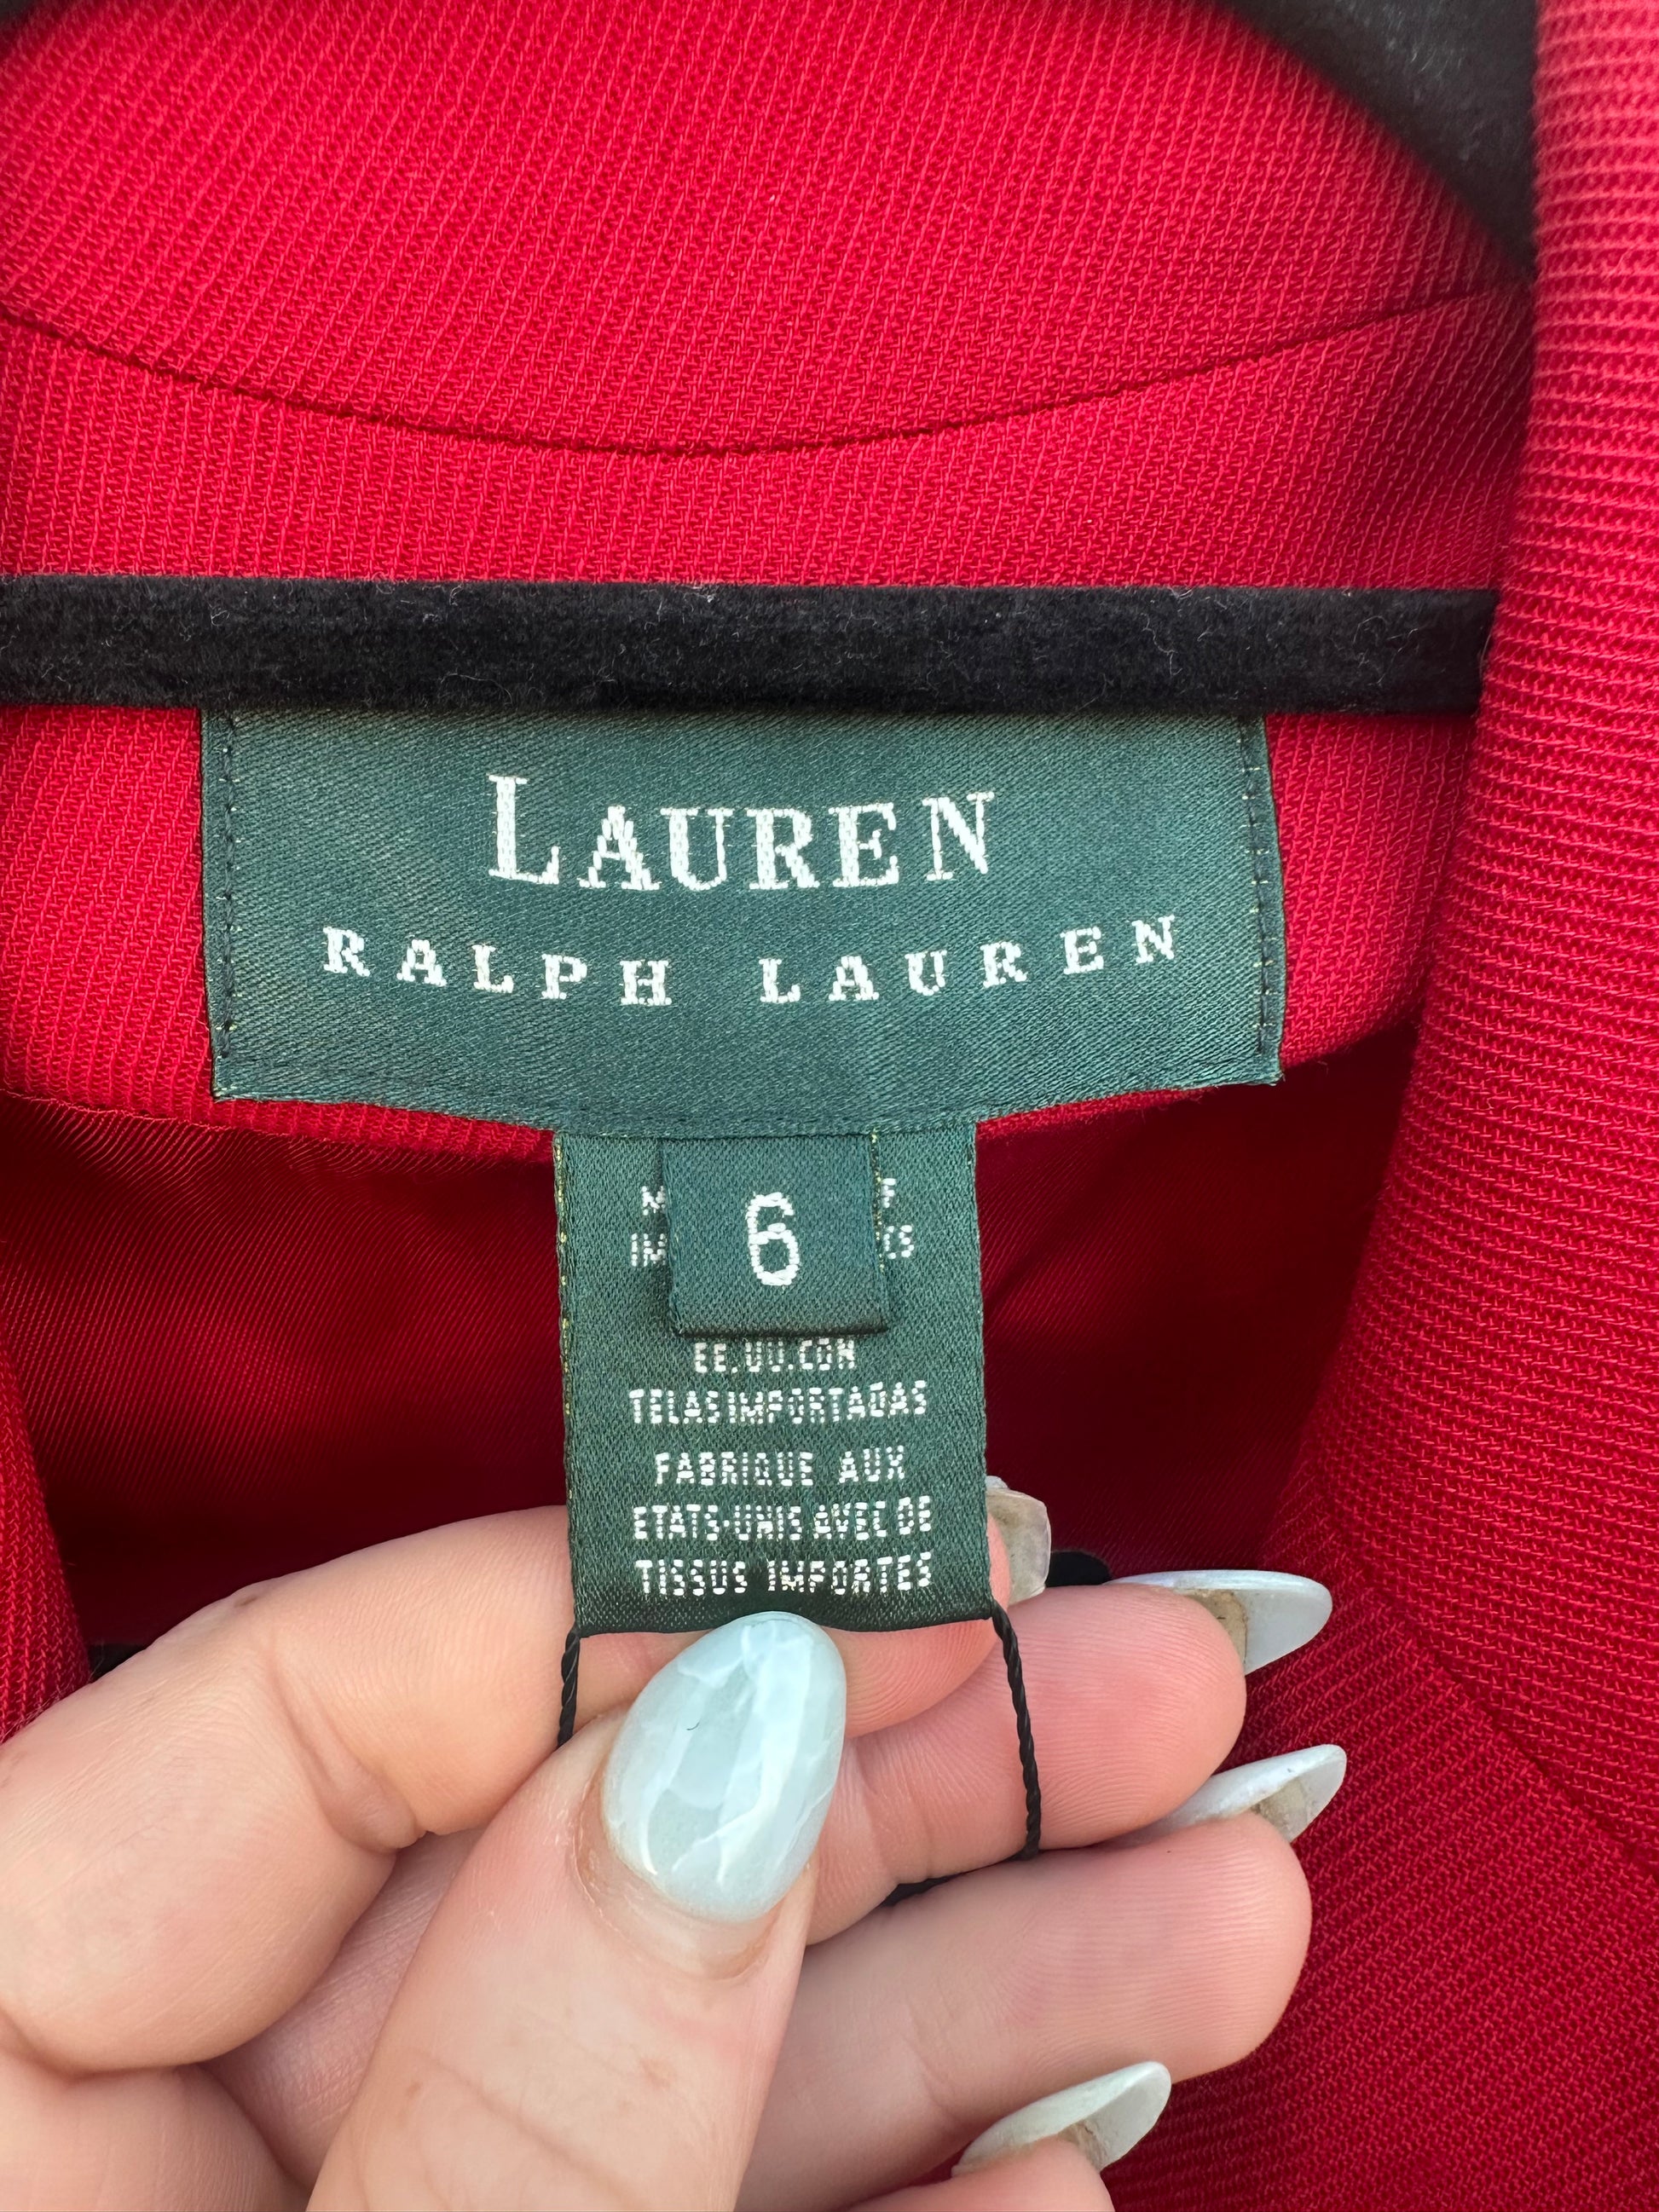 LAUREN
RALPH LAUREN
6
EE.UU.CON
TELAS IMPORTADAS
FABRIQUE AUX
ETATS-UNIS AVEC DE
TISSUS IMPORTES